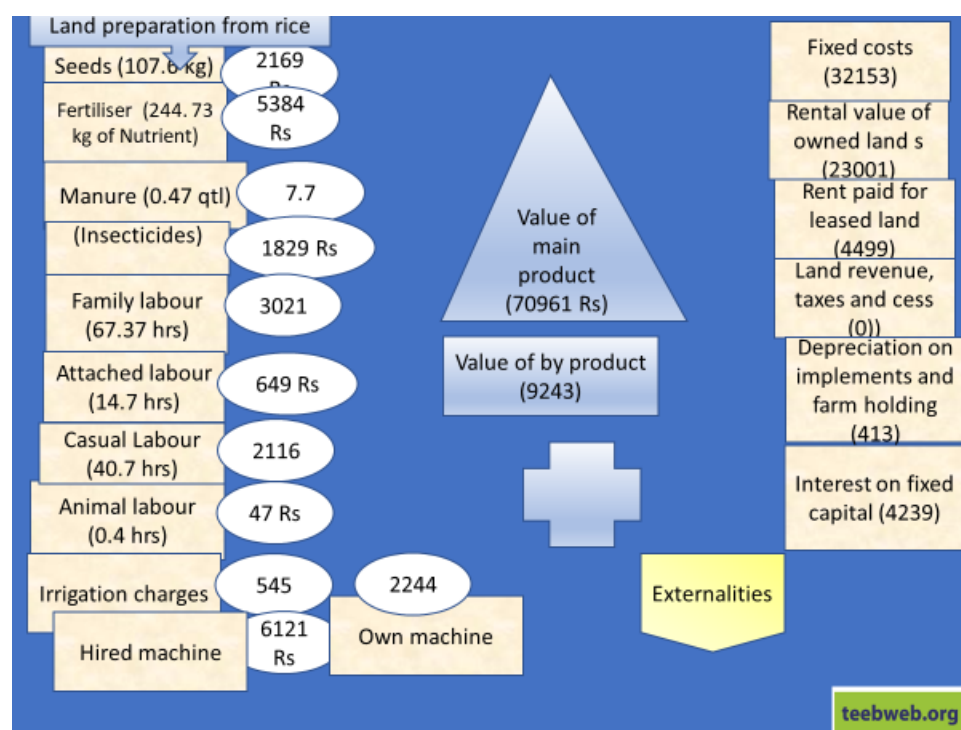 Land preparation from rice
Seeds (107.6 kg)
2169
Rs
Fertiliser (244. 73
kg of Nutrient)
5384
Rs
Manure (0.47 qtl)
7.7
(Insecticides)
1829 Rs
Family labour
(67.37 hrs)
3021
Attached labour
(14.7 hrs)
649 Rs
Casual Labour
(40.7 hrs)
2116
Animal labour
(0.4 hrs)
47 Rs
Irrigation charges
545
Hired machine
6121
Rs
2244
Own machine
Value of
main
product
(70961 Rs)
Value of by product
(9243)
Externalities
Fixed costs
(32153)
Rental value of
owned land s
(23001)
Rent paid for
leased land
(4499)
Land revenue,
taxes and cess
(0))
Depreciation on
implements and
farm holding
(413)
Interest on fixed
capital (4239)
teebweb.org